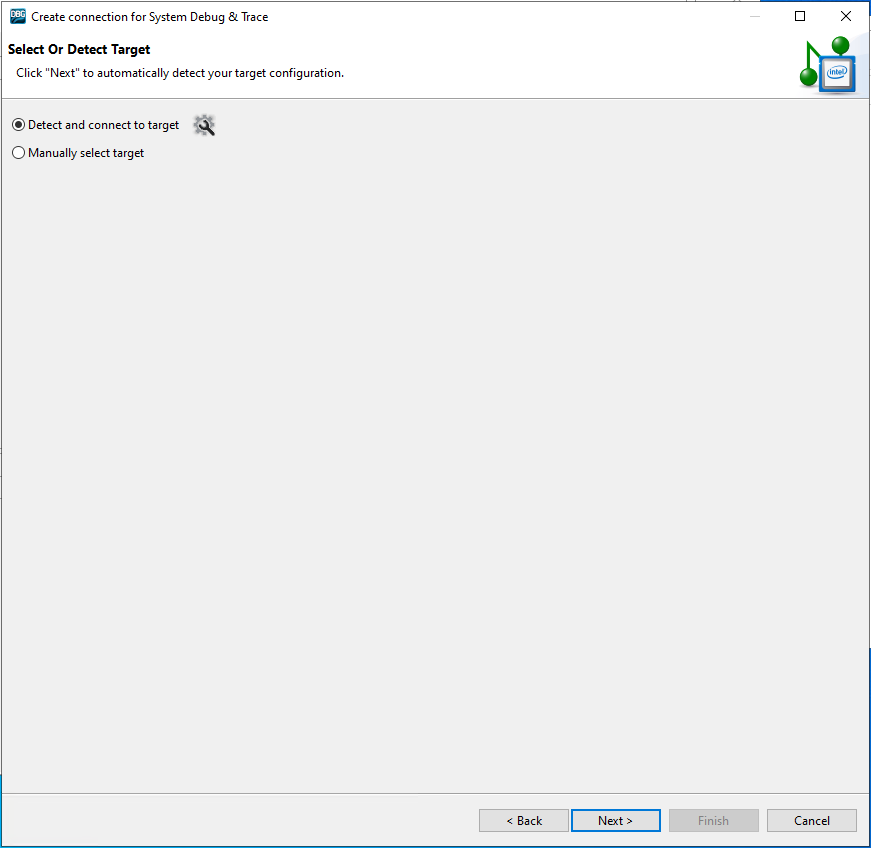 DBG Create connection for System Debug & Trace
Select Or Detect Target
Click "Next" to automatically detect your target configuration.
intel
Detect and connect to target
Manually select target
< Back Next > Finish Cancel